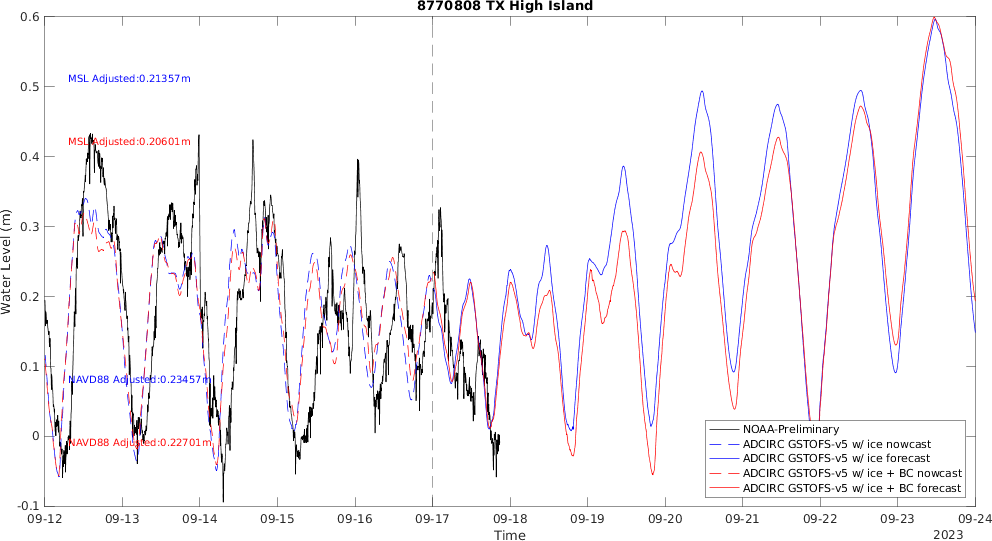 8770808 TX High Island
Water Level (m)
0.6
0.5
0.4
0.3
0.2
0.1
0
-0.1
MSL Adjusted:0.21357m
MSL Adjusted:0.20601m
NAVD88 Adjusted:0.23457m
NAVD88 Adjusted:0.22701m
NOAA-Preliminary
ADCIRC GSTOFS-v5 w/ ice nowcast
ADCIRC GSTOFS-v5 w/ ice forecast
ADCIRC GSTOFS-v5 w/ ice + BC nowcast
ADCIRC GSTOFS-v5 w/ ice + BC forecast
09-12 09-13 09-14 09-15 09-16 09-17 09-18 09-19 09-20 09-21 09-22 09-23 09-24
Time
2023